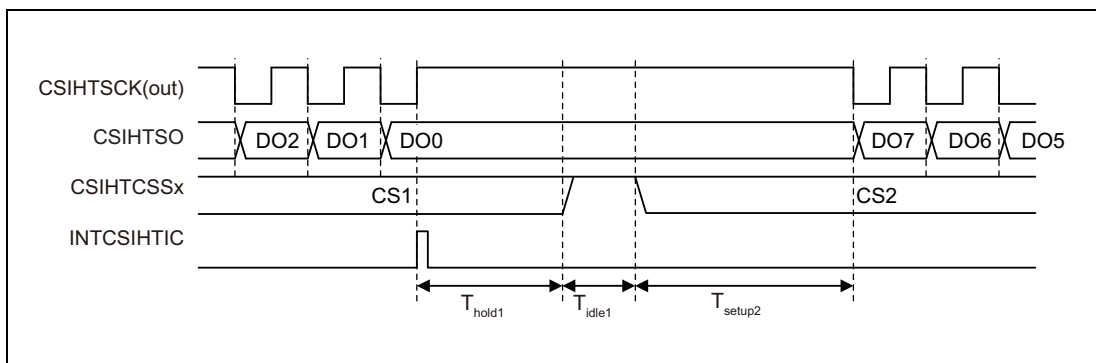 CSIHTSCK(out)
CSIHTSO
DO2 DO1 DO0 DO7 DO6 DO5
CSIHTCSSx
CS1 CS2
INTCSIHTIC
Thold1 Tidle1 Tsetup2